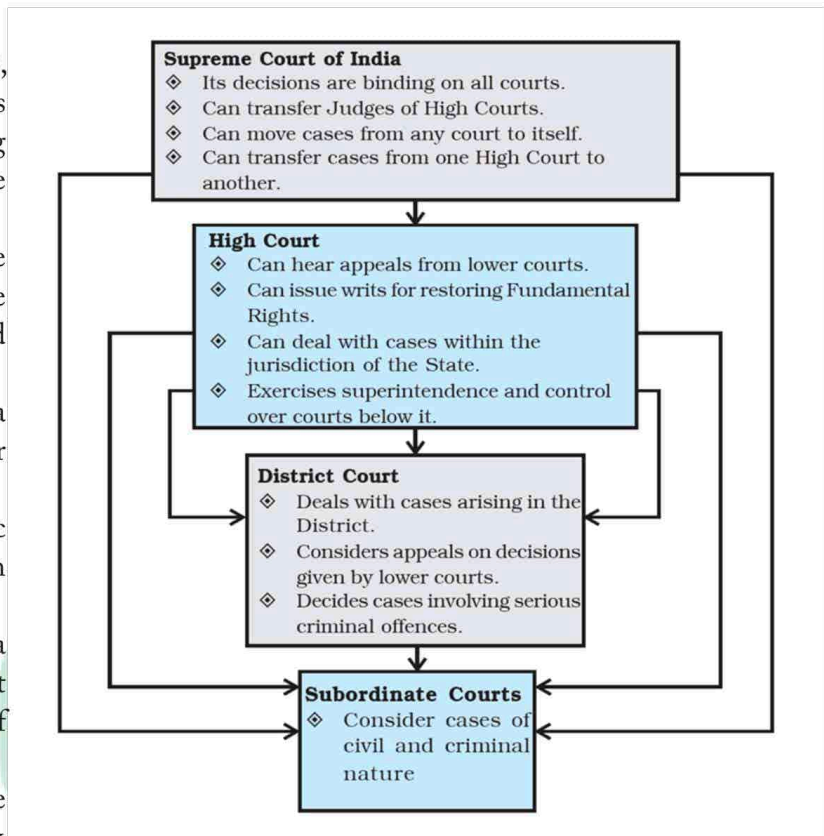 Supreme Court of India
◈ Its decisions are binding on all courts.
◈ Can transfer Judges of High Courts.
◈ Can move cases from any court to itself.
◈ Can transfer cases from one High Court to
another.
High Court
◈ Can hear appeals from lower courts.
◈ Can issue writs for restoring Fundamental
Rights.
◈ Can deal with cases within the
jurisdiction of the State.
◈ Exercises superintendence and control
over courts below it.
District Court
◈ Deals with cases arising in the
District.
◈ Considers appeals on decisions
given by lower courts.
◈ Decides cases involving serious
criminal offences.
Subordinate Courts
◈ Consider cases of
civil and criminal
nature